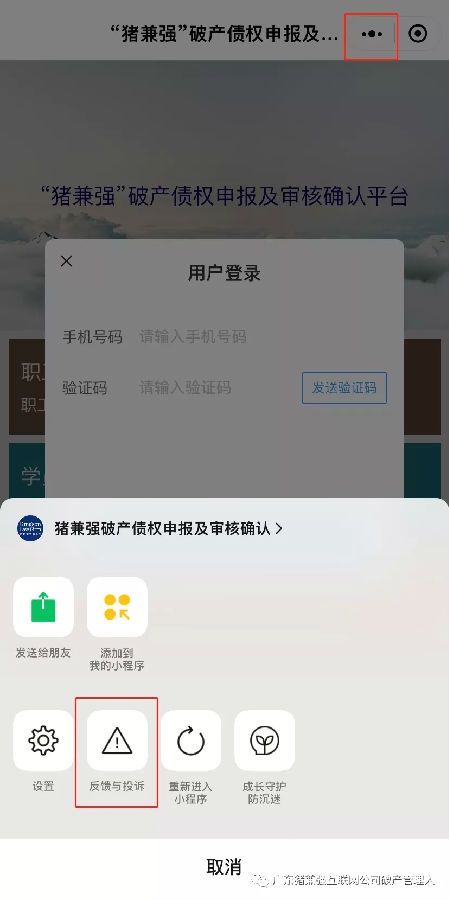 “猪兼强”破产债权申报及...
“猪兼强”破产债权申报及审核确认平台
用户登录
手机号码 请输入手机号码
验证码 请输入验证码 发送验证码
职工
职工
学员
猪兼强破产债权申报及审核确认
发送给朋友 添加到
我的小程序
设置 反馈与投诉 重新进入 成长守护
小程序 防沉迷
取消
广东猪兼强互联网公司破产管理人